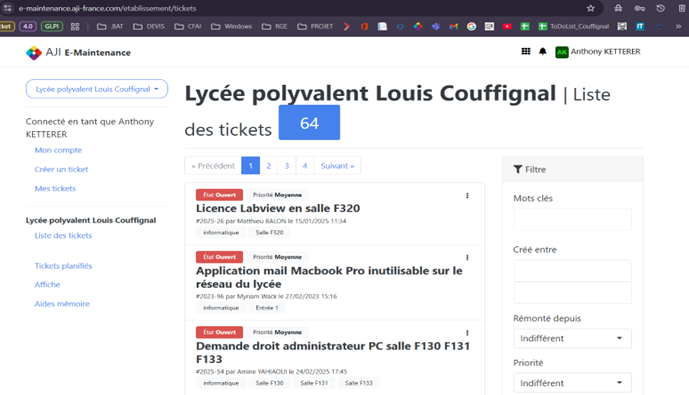 e-maintenance.aji-france.com/etablissement/tickets
4.0 GLPI .BAT DEVIS CFAI Windows RGE PROJET ToDoList_Couffignal
AJI E-Maintenance
AK Anthony KETTERER
Lycée polyvalent Louis Couffignal
Connecté en tant que Anthony
KETTERER
Mon compte
Créer un ticket
Mes tickets
Lycée polyvalent Louis Couffignal
Liste des tickets
Tickets planifiés
Affiche
Aides mémoire
Lycée polyvalent Louis Couffignal | Liste
des tickets 64
« Précédent 1 2 3 4 Suivant »
État Ouvert Priorité Moyenne
Licence Labview en salle F320
#2025-26 par Matthieu BALON le 15/01/2025 11:34
informatique Salle F320
État Ouvert Priorité Moyenne
Application mail Macbook Pro inutilisable sur le
réseau du lycée
#2023-96 par Myriam Wack le 27/02/2023 15:16
informatique Entrée 1
État Ouvert Priorité Moyenne
Demande droit administrateur PC salle F130 F131
F133
#2025-54 par Amine YAHIAOUI le 24/02/2025 17:45
informatique Salle F130 Salle F131 Salle F133
Filtre
Mots clés
Créé entre
Rémonté depuis
Indifférent
Priorité
Indifférent